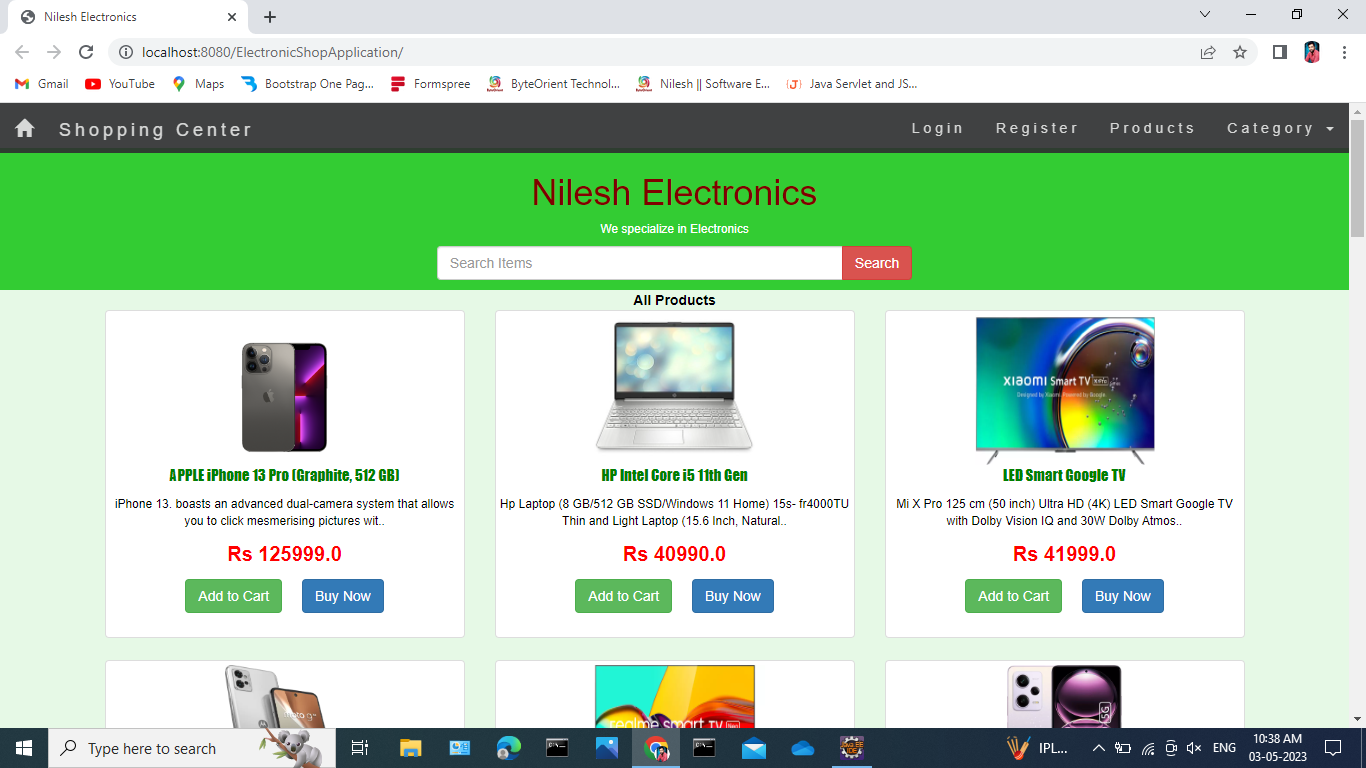 Nilesh Electronics
localhost:8080/ElectronicShopApplication/
Gmail YouTube Maps Bootstrap One Pag... Formspree ByteOrient Technol... Nilesh || Software E... Java Servlet and JS...
Shopping Center Login Register Products Category
Nilesh Electronics
We specialize in Electronics
Search Items Search
All Products
XIAOMI Smart TV X Pro
Designed by Xiaomi. Powered by Google.
APPLE iPhone 13 Pro (Graphite, 512 GB)
iPhone 13. boasts an advanced dual-camera system that allows
you to click mesmerising pictures wit..
Rs 125999.0
Add to Cart Buy Now
HP Intel Core i5 11th Gen
Hp Laptop (8 GB/512 GB SSD/Windows 11 Home) 15s- fr4000TU
Thin and Light Laptop (15.6 Inch, Natural..
Rs 40990.0
Add to Cart Buy Now
LED Smart Google TV
Mi X Pro 125 cm (50 inch) Ultra HD (4K) LED Smart Google TV
with Dolby Vision IQ and 30W Dolby Atmos..
Rs 41999.0
Add to Cart Buy Now
realme smart TV
5G
Type here to search
IPL...
ENG
10:38 AM
03-05-2023